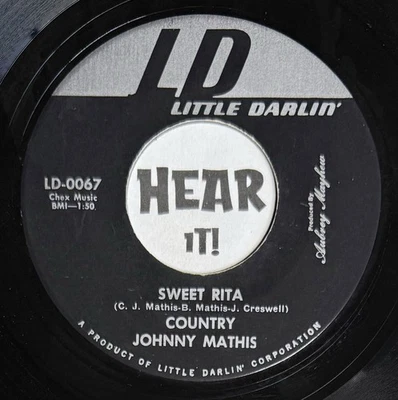 LD
LITTLE DARLIN'
LD-0067
Chex Music
BMI—1:50
HEAR
IT!
Produced By
Aubrey Mayhew
SWEET RITA
(C. J. Mathis-B. Mathis-J. Creswell)
COUNTRY
JOHNNY MATHIS
A PRODUCT OF LITTLE DARLIN' CORPORATION